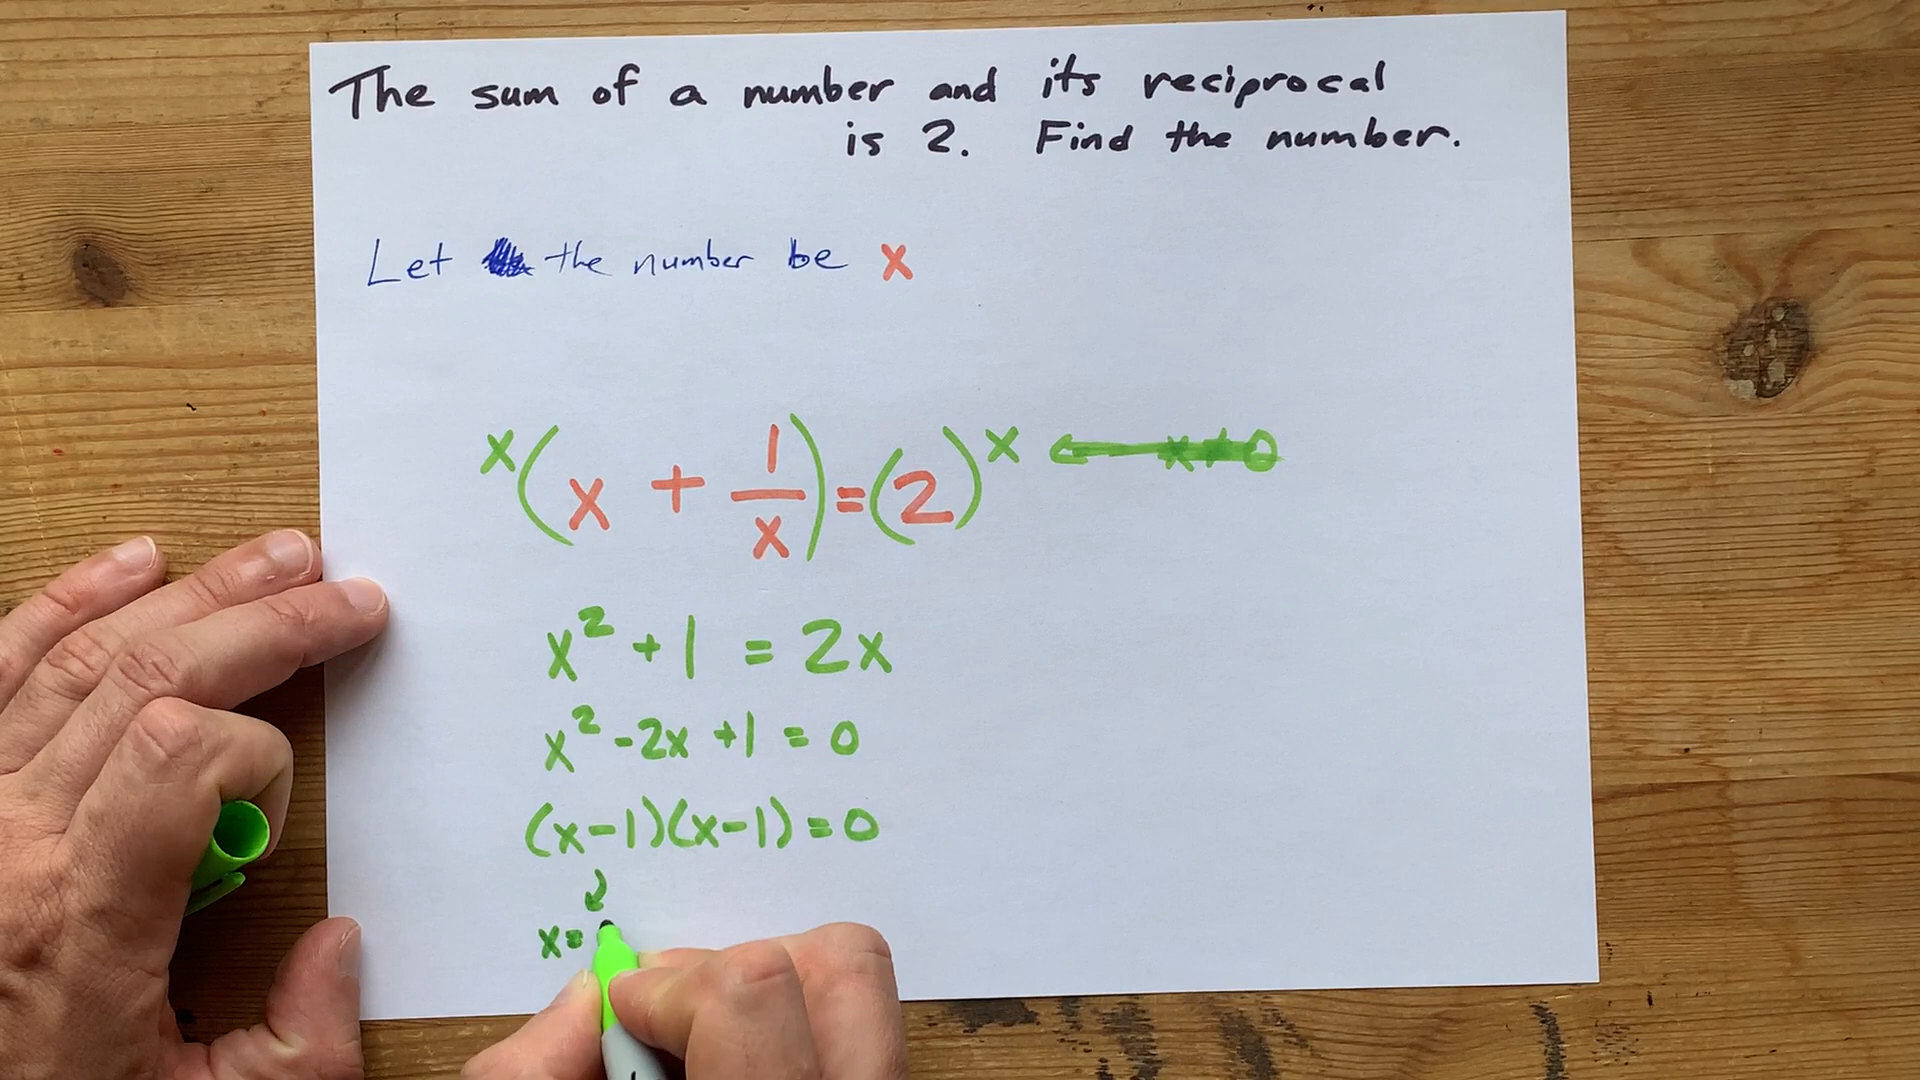 The sum of a number and its reciprocal
is 2. Find the number.
Let the number be x
x(x + 1/x) = (2)x ← x ≠ 0
x² + 1 = 2x
x² - 2x + 1 = 0
(x - 1)(x - 1) = 0
x =